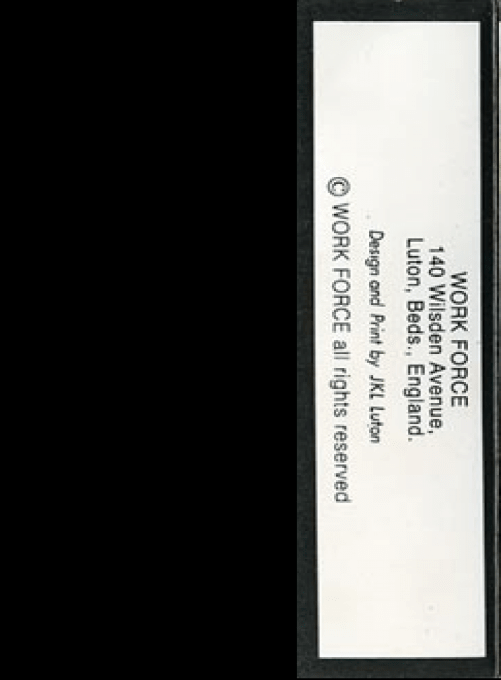 WORK FORCE
140 Wilsden Avenue,
Luton, Beds., England.
Design and Print by JKL Luton
© WORK FORCE all rights reserved